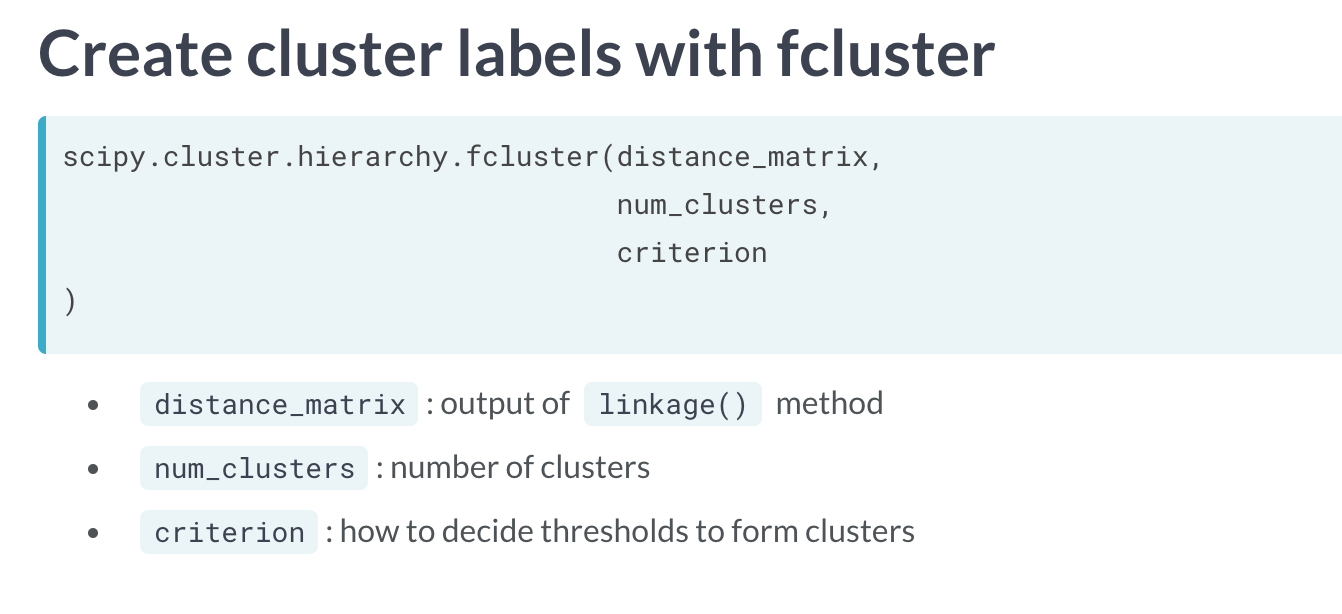 Create cluster labels with fcluster
scipy.cluster.hierarchy.fcluster(distance_matrix,
                                 num_clusters,
                                 criterion
)
• distance_matrix : output of linkage() method
• num_clusters : number of clusters
• criterion : how to decide thresholds to form clusters